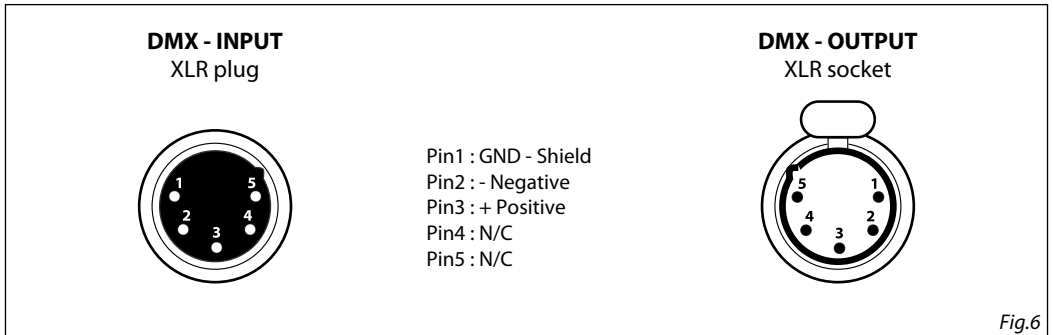 DMX - INPUT
XLR plug
1
5
2
4
3
Pin1 : GND - Shield
Pin2 : - Negative
Pin3 : + Positive
Pin4 : N/C
Pin5 : N/C
DMX - OUTPUT
XLR socket
5
1
4
2
3
Fig.6